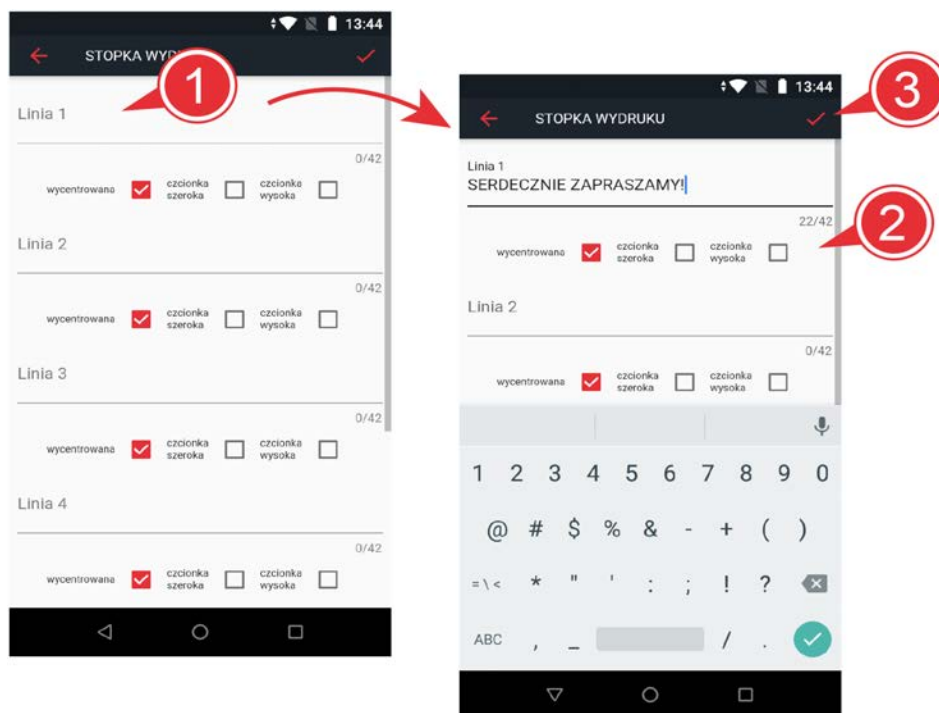 13:44
STOPKA WYDR
1
Linia 1
0/42
wycentrowana czcionka szeroka czcionka wysoka
Linia 2
0/42
wycentrowana czcionka szeroka czcionka wysoka
Linia 3
0/42
wycentrowana czcionka szeroka czcionka wysoka
Linia 4
0/42
wycentrowana czcionka szeroka czcionka wysoka
13:44
3
STOPKA WYDRUKU
Linia 1
SERDECZNIE ZAPRASZAMY!
22/42
2
wycentrowana czcionka szeroka czcionka wysoka
Linia 2
0/42
wycentrowana czcionka szeroka czcionka wysoka
1 2 3 4 5 6 7 8 9 0
@ # $ % & - + ( )
= \ < * " ' : ; ! ?
ABC , _ / .